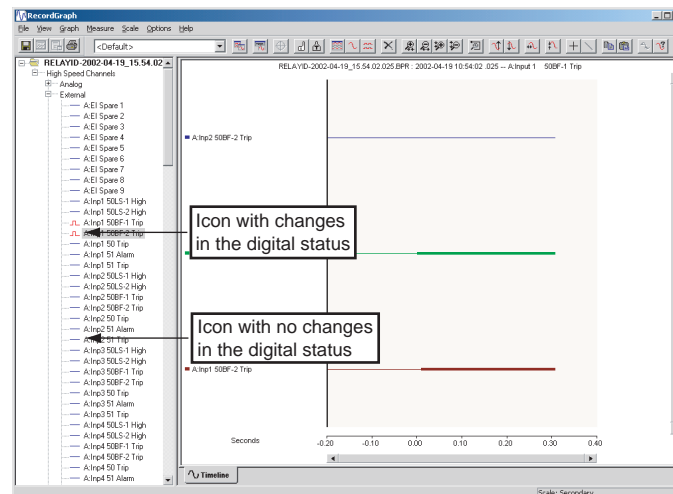 RecordGraph
File View Graph Measure Scale Options Help
<Default>
RELAYID-2002-04-19_15.54.02
High Speed Channels
Analog
External
A:EI Spare 1
A:EI Spare 2
A:EI Spare 3
A:EI Spare 4
A:EI Spare 5
A:EI Spare 6
A:EI Spare 7
A:EI Spare 8
A:EI Spare 9
A:Inp1 50LS-1 High
A:Inp1 50LS-2 High
A:Inp1 50BF-1 Trip
A:Inp1 50BF-2 Trip
A:Inp1 50 Trip
A:Inp1 51 Alarm
A:Inp1 51 Trip
A:Inp2 50LS-1 High
A:Inp2 50LS-2 High
A:Inp2 50BF-1 Trip
A:Inp2 50BF-2 Trip
A:Inp2 50 Trip
A:Inp2 51 Alarm
A:Inp2 51 Trip
A:Inp3 50LS-1 High
A:Inp3 50LS-2 High
A:Inp3 50BF-1 Trip
A:Inp3 50BF-2 Trip
A:Inp3 50 Trip
A:Inp3 51 Alarm
A:Inp3 51 Trip
A:Inp4 50LS-1 High
A:Inp4 50LS-2 High
A:Inp4 50BF-1 Trip
A:Inp4 50BF-2 Trip
A:Inp4 50 Trip
A:Inp4 51 Alarm
RELAYID-2002-04-19_15.54.02.025.BPR : 2002-04-19 10:54:02 .025 -- A:Input 1 50BF-1 Trip
A:Inp2 50BF-2 Trip
Icon with changes
in the digital status
Icon with no changes
in the digital status
A:Inp1 50BF-2 Trip
Seconds
-0.20 -0.10 0.00 0.10 0.20 0.30 0.40
Timeline
Scale: Secondary